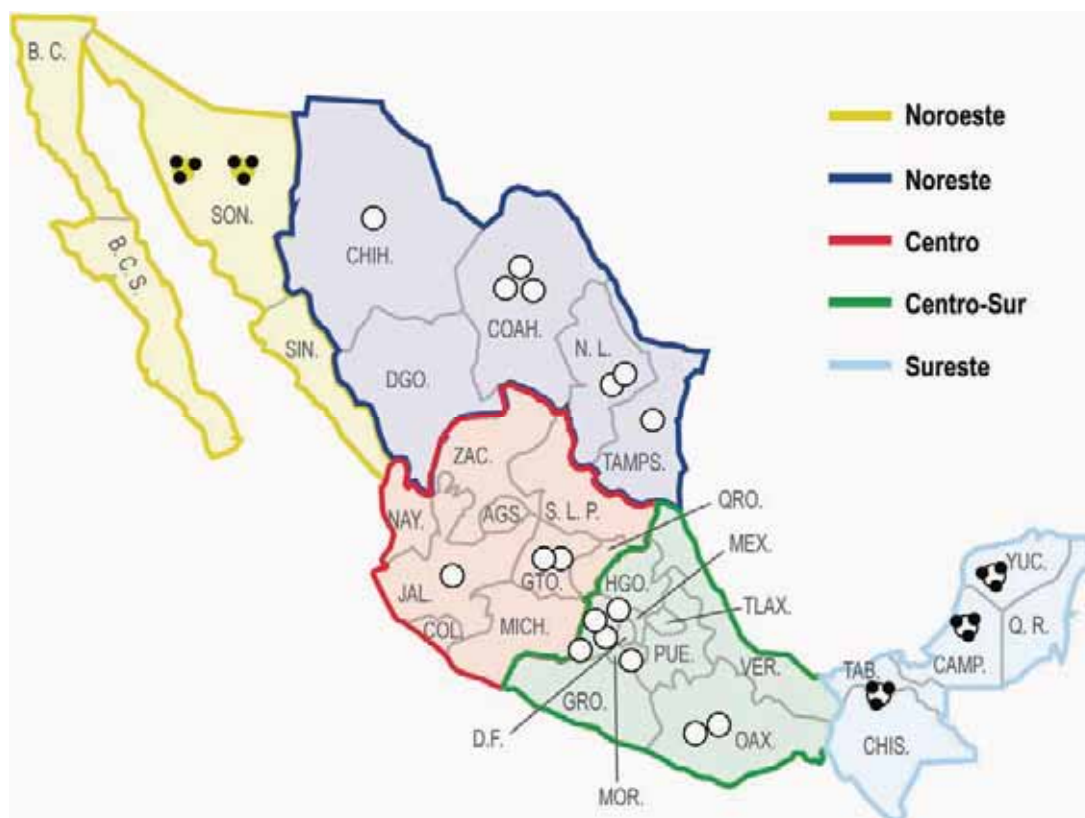 B. C.
SON.
B. C. S.
SIN.
CHIH.
COAH.
DGO.
N. L.
TAMPS.
ZAC.
NAY.
AGS.
S. L. P.
JAL.
GTO.
COL.
MICH.
QRO.
MEX.
HGO.
TLAX.
PUE.
VER.
GRO.
D.F.
OAX.
MOR.
YUC.
Q. R.
CAMP.
TAB.
CHIS.
Noroeste
Noreste
Centro
Centro-Sur
Sureste